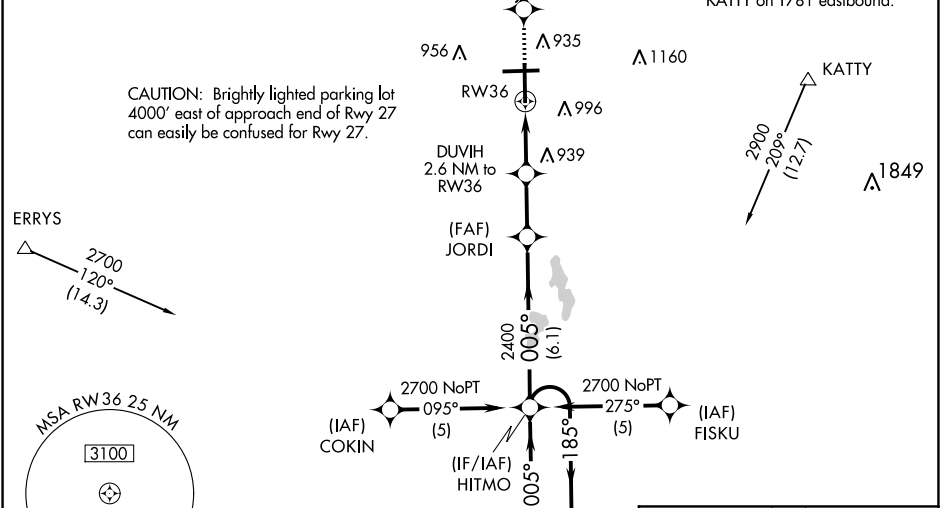 KATTY on 1781 eastbound.
956
935
1160
KATTY
RW36
CAUTION: Brightly lighted parking lot
4000' east of approach end of Rwy 27
can easily be confused for Rwy 27.
996
2900
209°
(12.7)
DUVIH
2.6 NM to
RW36
939
1849
ERRYS
2700
120°
(14.3)
(FAF)
JORDI
2400
005°
(6.1)
2700 NoPT
095°
(5)
2700 NoPT
275°
(5)
(IAF)
COKIN
(IAF)
FISKU
(IF/IAF)
HITMO
005°
185°
MSA RW36 25 NM
3100